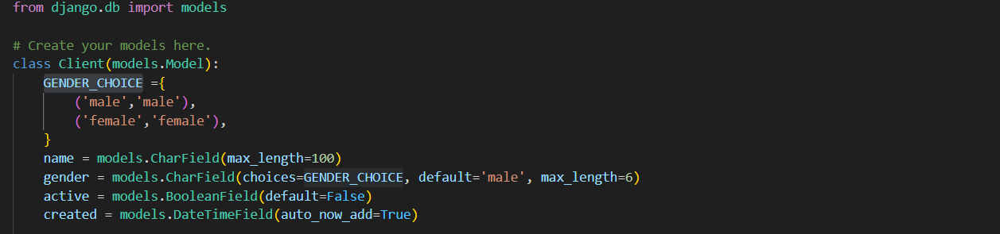 from django.db import models
# Create your models here.
class Client(models.Model):
    GENDER_CHOICE ={
        ('male','male'),
        ('female','female'),
    }
    name = models.CharField(max_length=100)
    gender = models.CharField(choices=GENDER_CHOICE, default='male', max_length=6)
    active = models.BooleanField(default=False)
    created = models.DateTimeField(auto_now_add=True)